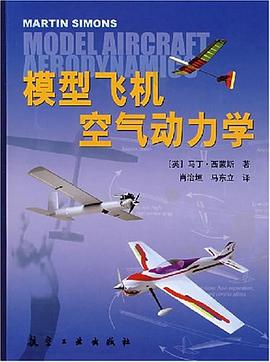 MARTIN SIMONS
MODEL AIRCRAFT
AERODYNAMICS
模型飞机
空气动力学
[英] 马丁·西蒙斯 著
肖治垣 马东立 译
航空工业出版社